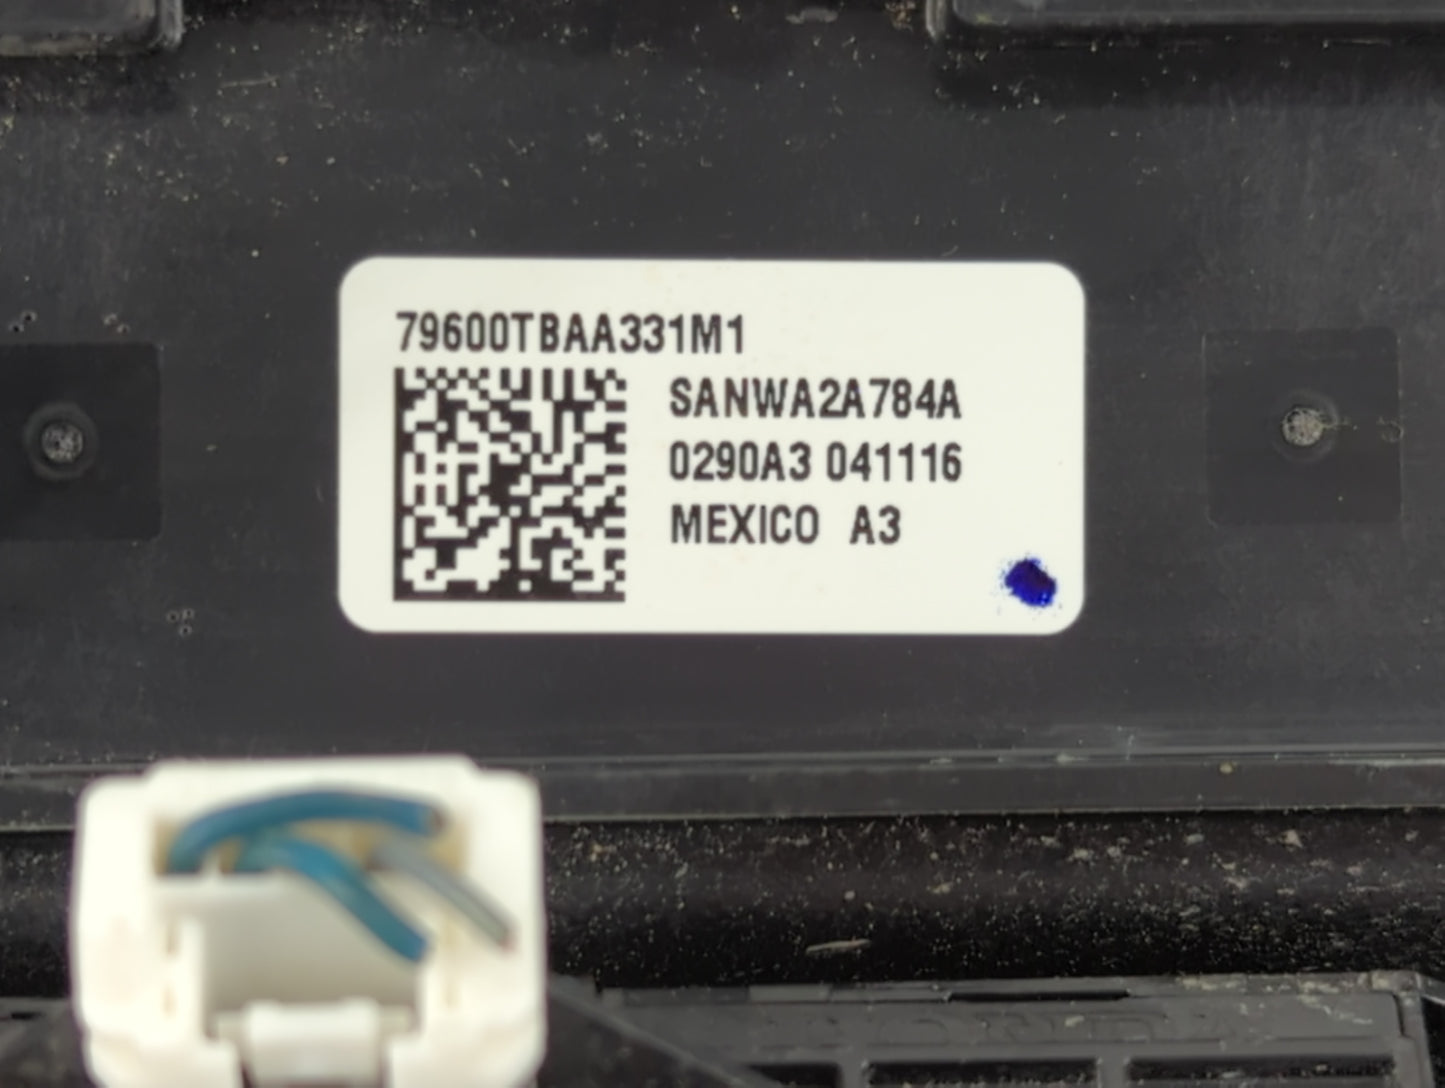 79600TBAA331M1
SANWA2A784A
0290A3 041116
MEXICO A3